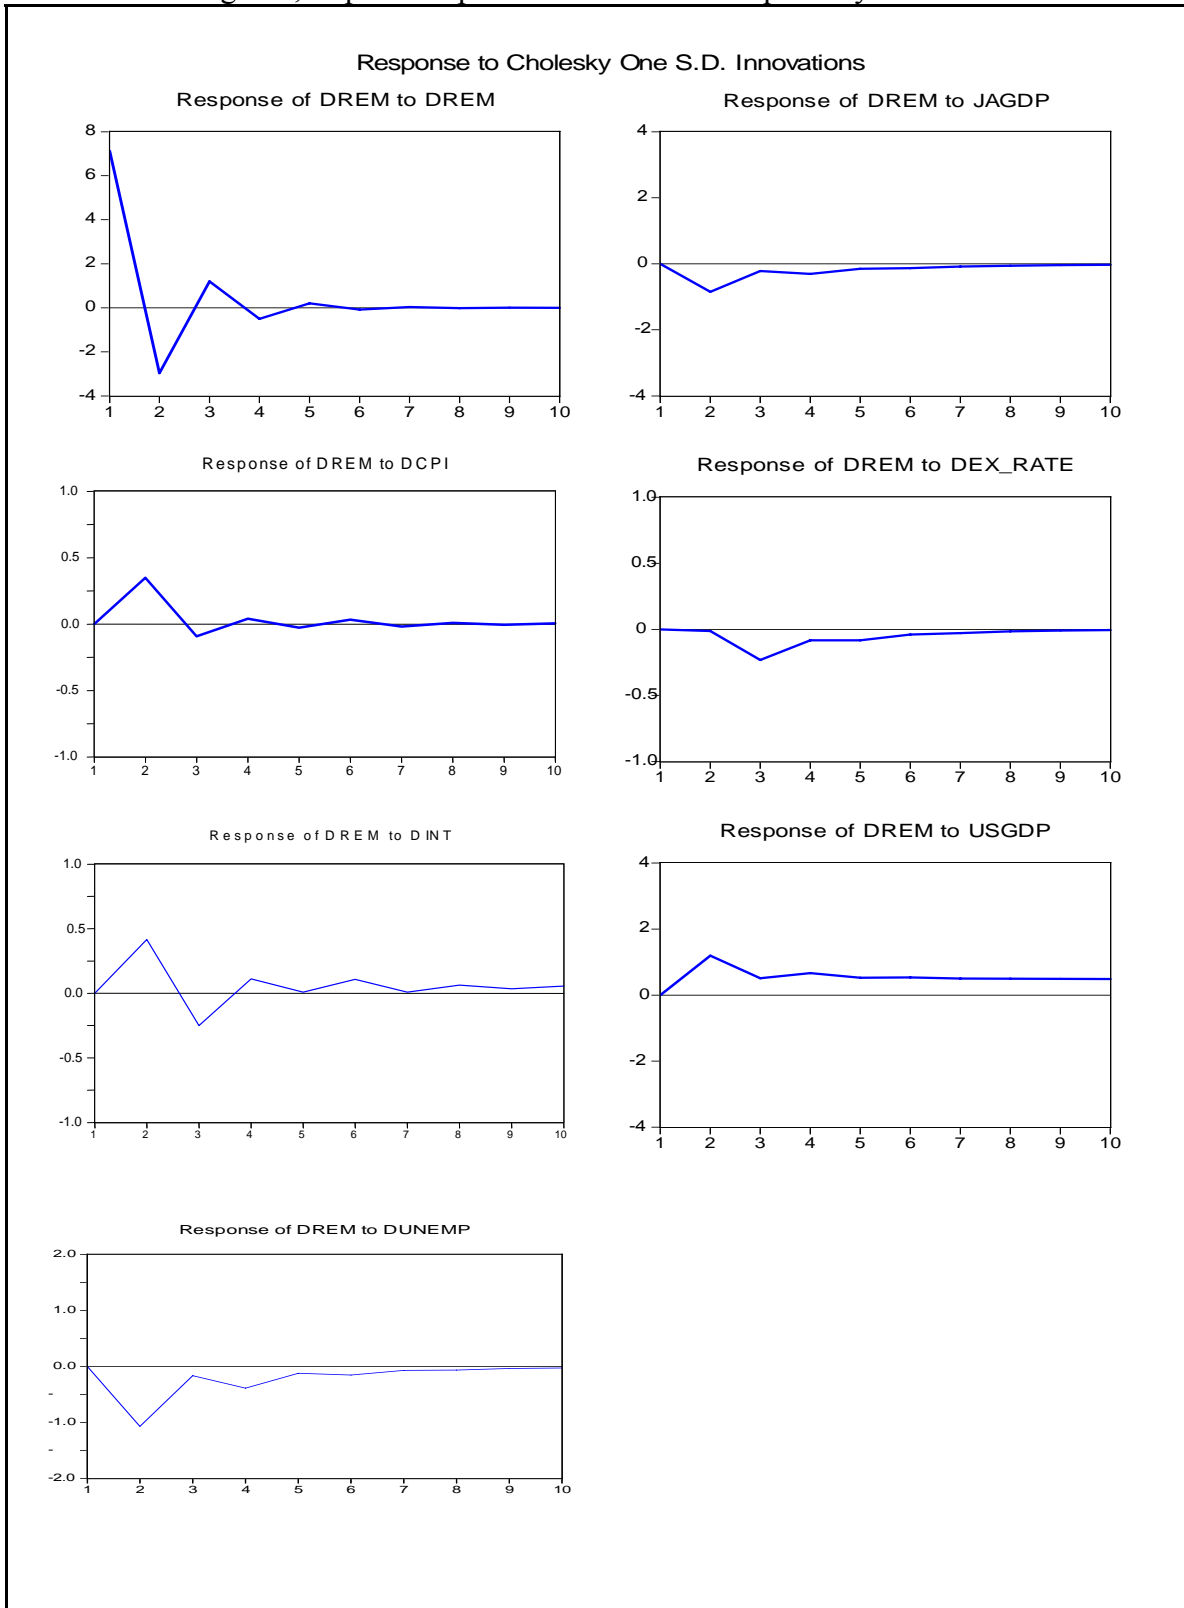 Response to Cholesky One S.D. Innovations
Response of DREM to DREM
8
6
4
2
0
-2
-4
1 2 3 4 5 6 7 8 9 10
Response of DREM to JAGDP
4
2
0
-2
-4
1 2 3 4 5 6 7 8 9 10
Response of DREM to DCPI
1.0
0.5
0.0
-0.5
-1.0
1 2 3 4 5 6 7 8 9 10
Response of DREM to DEX_RATE
1.0
0.5
0
-0.5
-1.0
1 2 3 4 5 6 7 8 9 10
Response of DREM to DINT
1.0
0.5
0.0
-0.5
-1.0
1 2 3 4 5 6 7 8 9 10
Response of DREM to USGDP
4
2
0
-2
-4
1 2 3 4 5 6 7 8 9 10
Response of DREM to DUNEMP
2.0
1.0
0.0
-
-1.0
-
-2.0
1 2 3 4 5 6 7 8 9 10